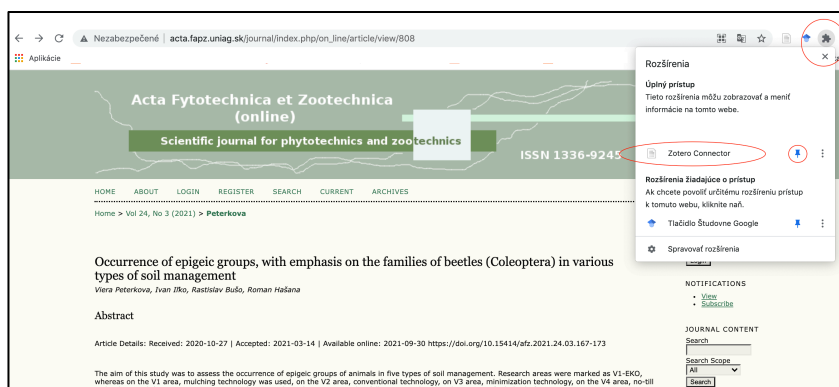 Nezabezpečené | acta.fapz.uniag.sk/journal/index.php/on_line/article/view/808
Aplikácie
Acta Fytotechnica et Zootechnica
(online)
Scientific journal for phytotechnics and zootechnics
ISSN 1336-9245
HOME ABOUT LOGIN REGISTER SEARCH CURRENT ARCHIVES
Home > Vol 24, No 3 (2021) > Peterkova
Occurrence of epigeic groups, with emphasis on the families of beetles (Coleoptera) in various
types of soil management
Viera Peterkova, Ivan Iľko, Rastislav Bušo, Roman Hašana
Abstract
Article Details: Received: 2020-10-27 | Accepted: 2021-03-14 | Available online: 2021-09-30 https://doi.org/10.15414/afz.2021.24.03.167-173
The aim of this study was to assess the occurrence of epigeic groups of animals in five types of soil management. Research areas were marked as V1-EKO,
whereas on the V1 area, mulching technology was used, on the V2 area, conventional technology, on V3 area, minimization technology, on the V4 area, no-till
Rozšírenia
Úplný prístup
Tieto rozšírenia môžu zobrazovať a meniť
informácie na tomto webe.
Zotero Connector
Rozšírenia žiadajúce o prístup
Ak chcete povoliť určitému rozšíreniu prístup
k tomuto webu, kliknite naň.
Tlačidlo Študovne Google
Spravovať rozšírenia
NOTIFICATIONS
View
Subscribe
JOURNAL CONTENT
Search
Search Scope
All
Search